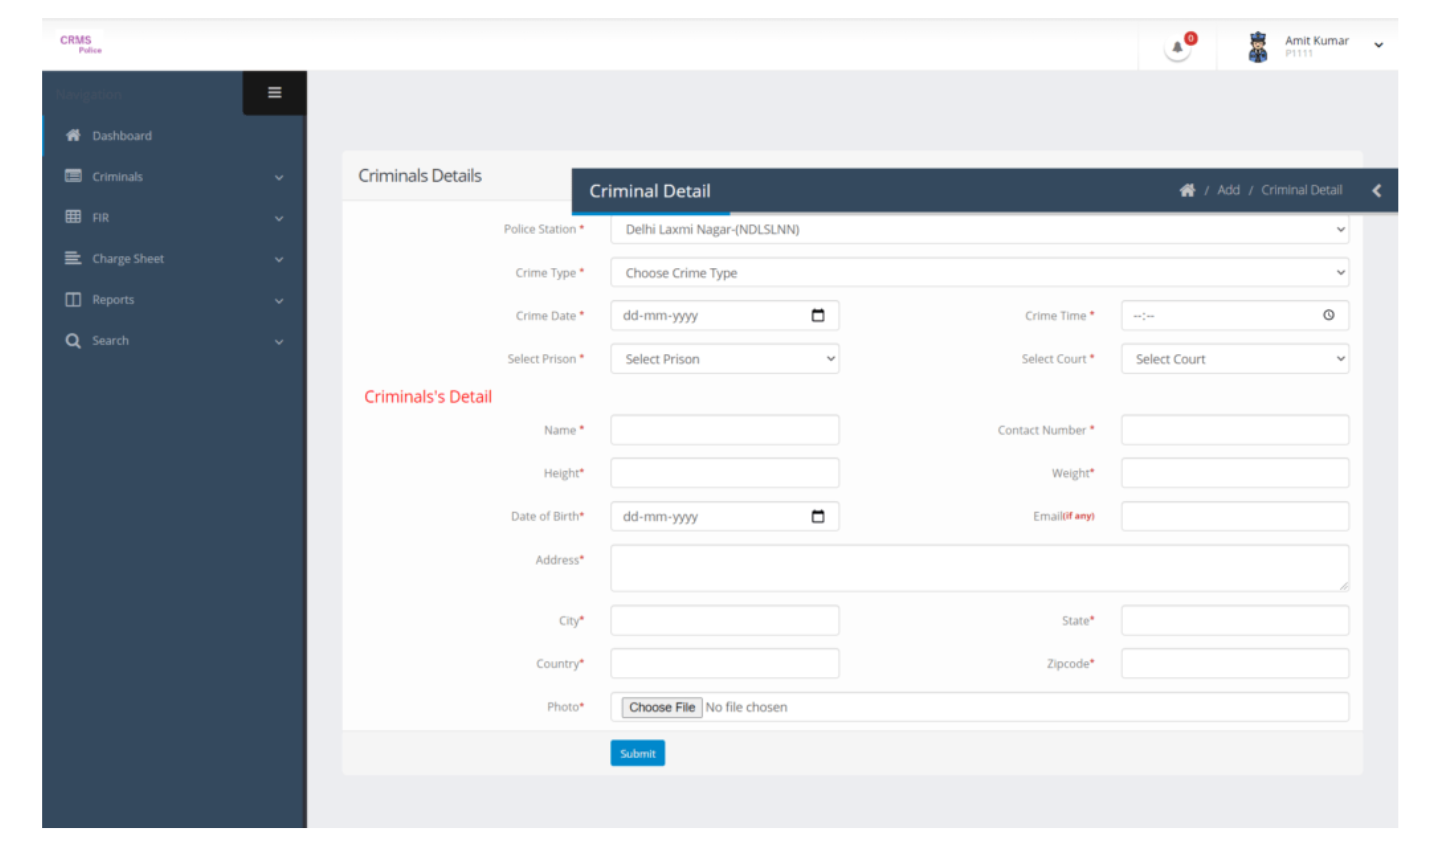 CRMS
Police
0
Amit Kumar
P1111
Navigation
Dashboard
Criminals
FIR
Charge Sheet
Reports
Search
Criminals Details
Criminal Detail
/ Add / Criminal Detail
Police Station * Delhi Laxmi Nagar-(NDLSLNN)
Crime Type * Choose Crime Type
Crime Date * dd-mm-yyyy Crime Time * --:--
Select Prison * Select Prison Select Court * Select Court
Criminals's Detail
Name * Contact Number *
Height* Weight*
Date of Birth* dd-mm-yyyy Email(if any)
Address*
City* State*
Country* Zipcode*
Photo* Choose File No file chosen
Submit